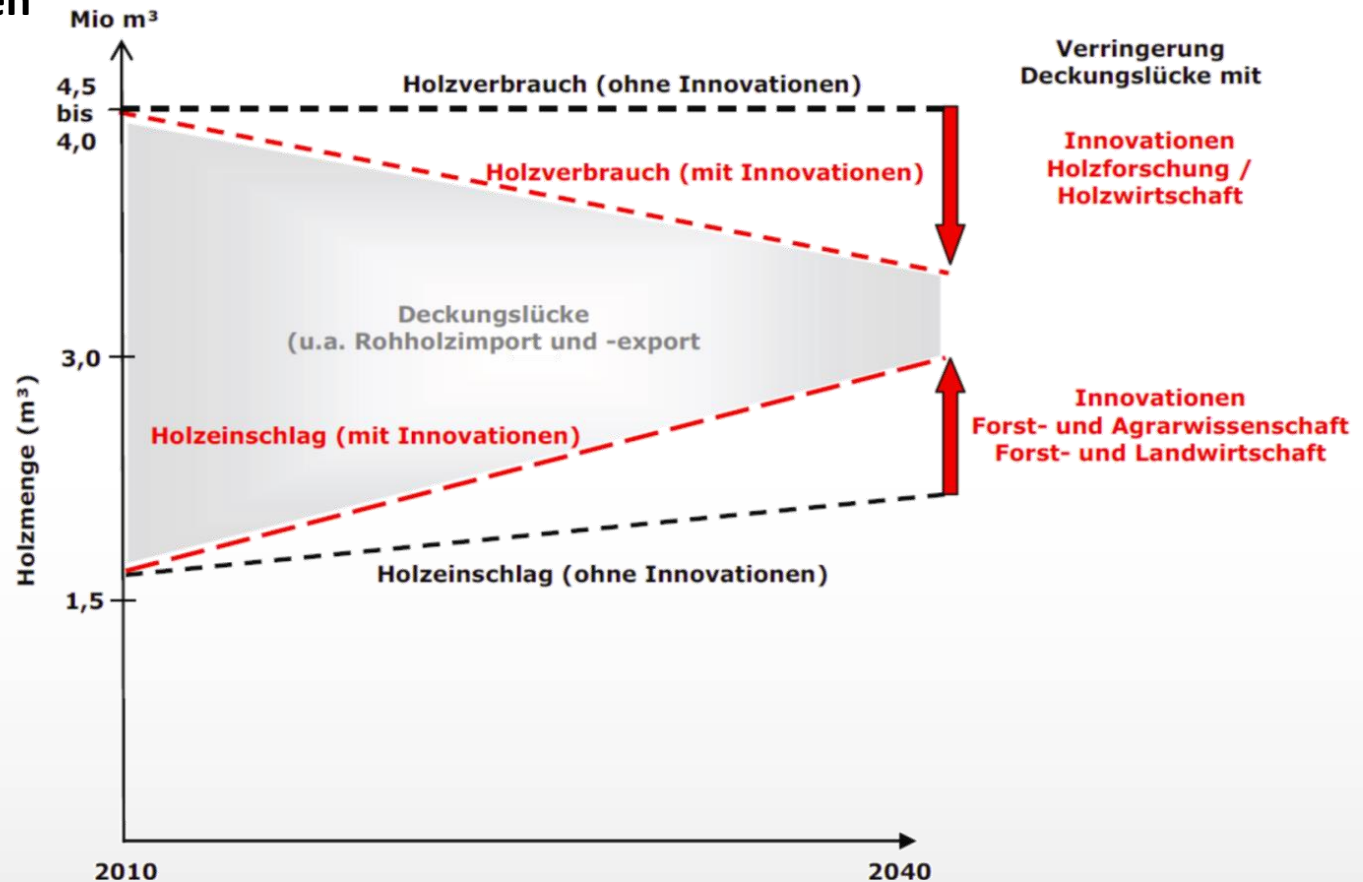 en
Mio m³
4,5
bis
4,0
3,0
1,5
Holzmenge (m³)
Holzverbrauch (ohne Innovationen)
Holzverbrauch (mit Innovationen)
Deckungslücke
(u.a. Rohholzimport und -export
Holzeinschlag (mit Innovationen)
Holzeinschlag (ohne Innovationen)
2010
2040
Verringerung
Deckungslücke mit
Innovationen
Holzforschung /
Holzwirtschaft
Innovationen
Forst- und Agrarwissenschaft
Forst- und Landwirtschaft